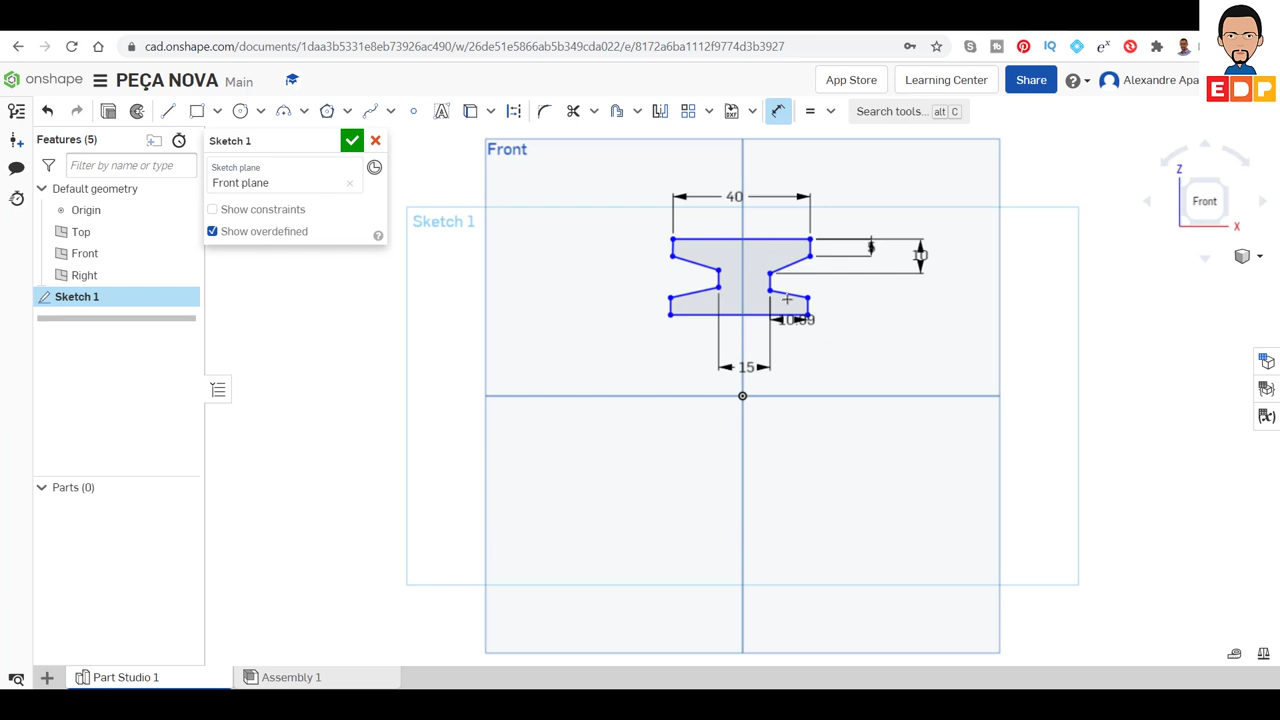 cad.onshape.com/documents/1daa3b5331e8eb73926ac490/w/26de51e5866ab5b349cda022/e/8172a6ba1112f9774d3b3927
onshape PEÇA NOVA Main App Store Learning Center Share Alexandre Apa
EDP
Search tools... alt C
Features (5)
Filter by name or type
Default geometry
Origin
Top
Front
Right
Sketch 1
Parts (0)
Sketch 1
Sketch plane
Front plane
Show constraints
Show overdefined
Front
Sketch 1
40
10
15
Z
Front
X
Part Studio 1
Assembly 1